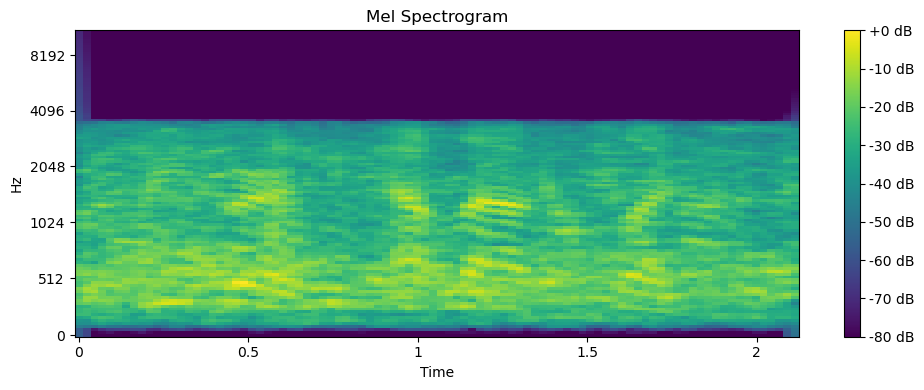 Mel Spectrogram
8192
4096
2048
1024
512
0
Hz
0
0.5
1
1.5
2
Time
+0 dB
-10 dB
-20 dB
-30 dB
-40 dB
-50 dB
-60 dB
-70 dB
-80 dB